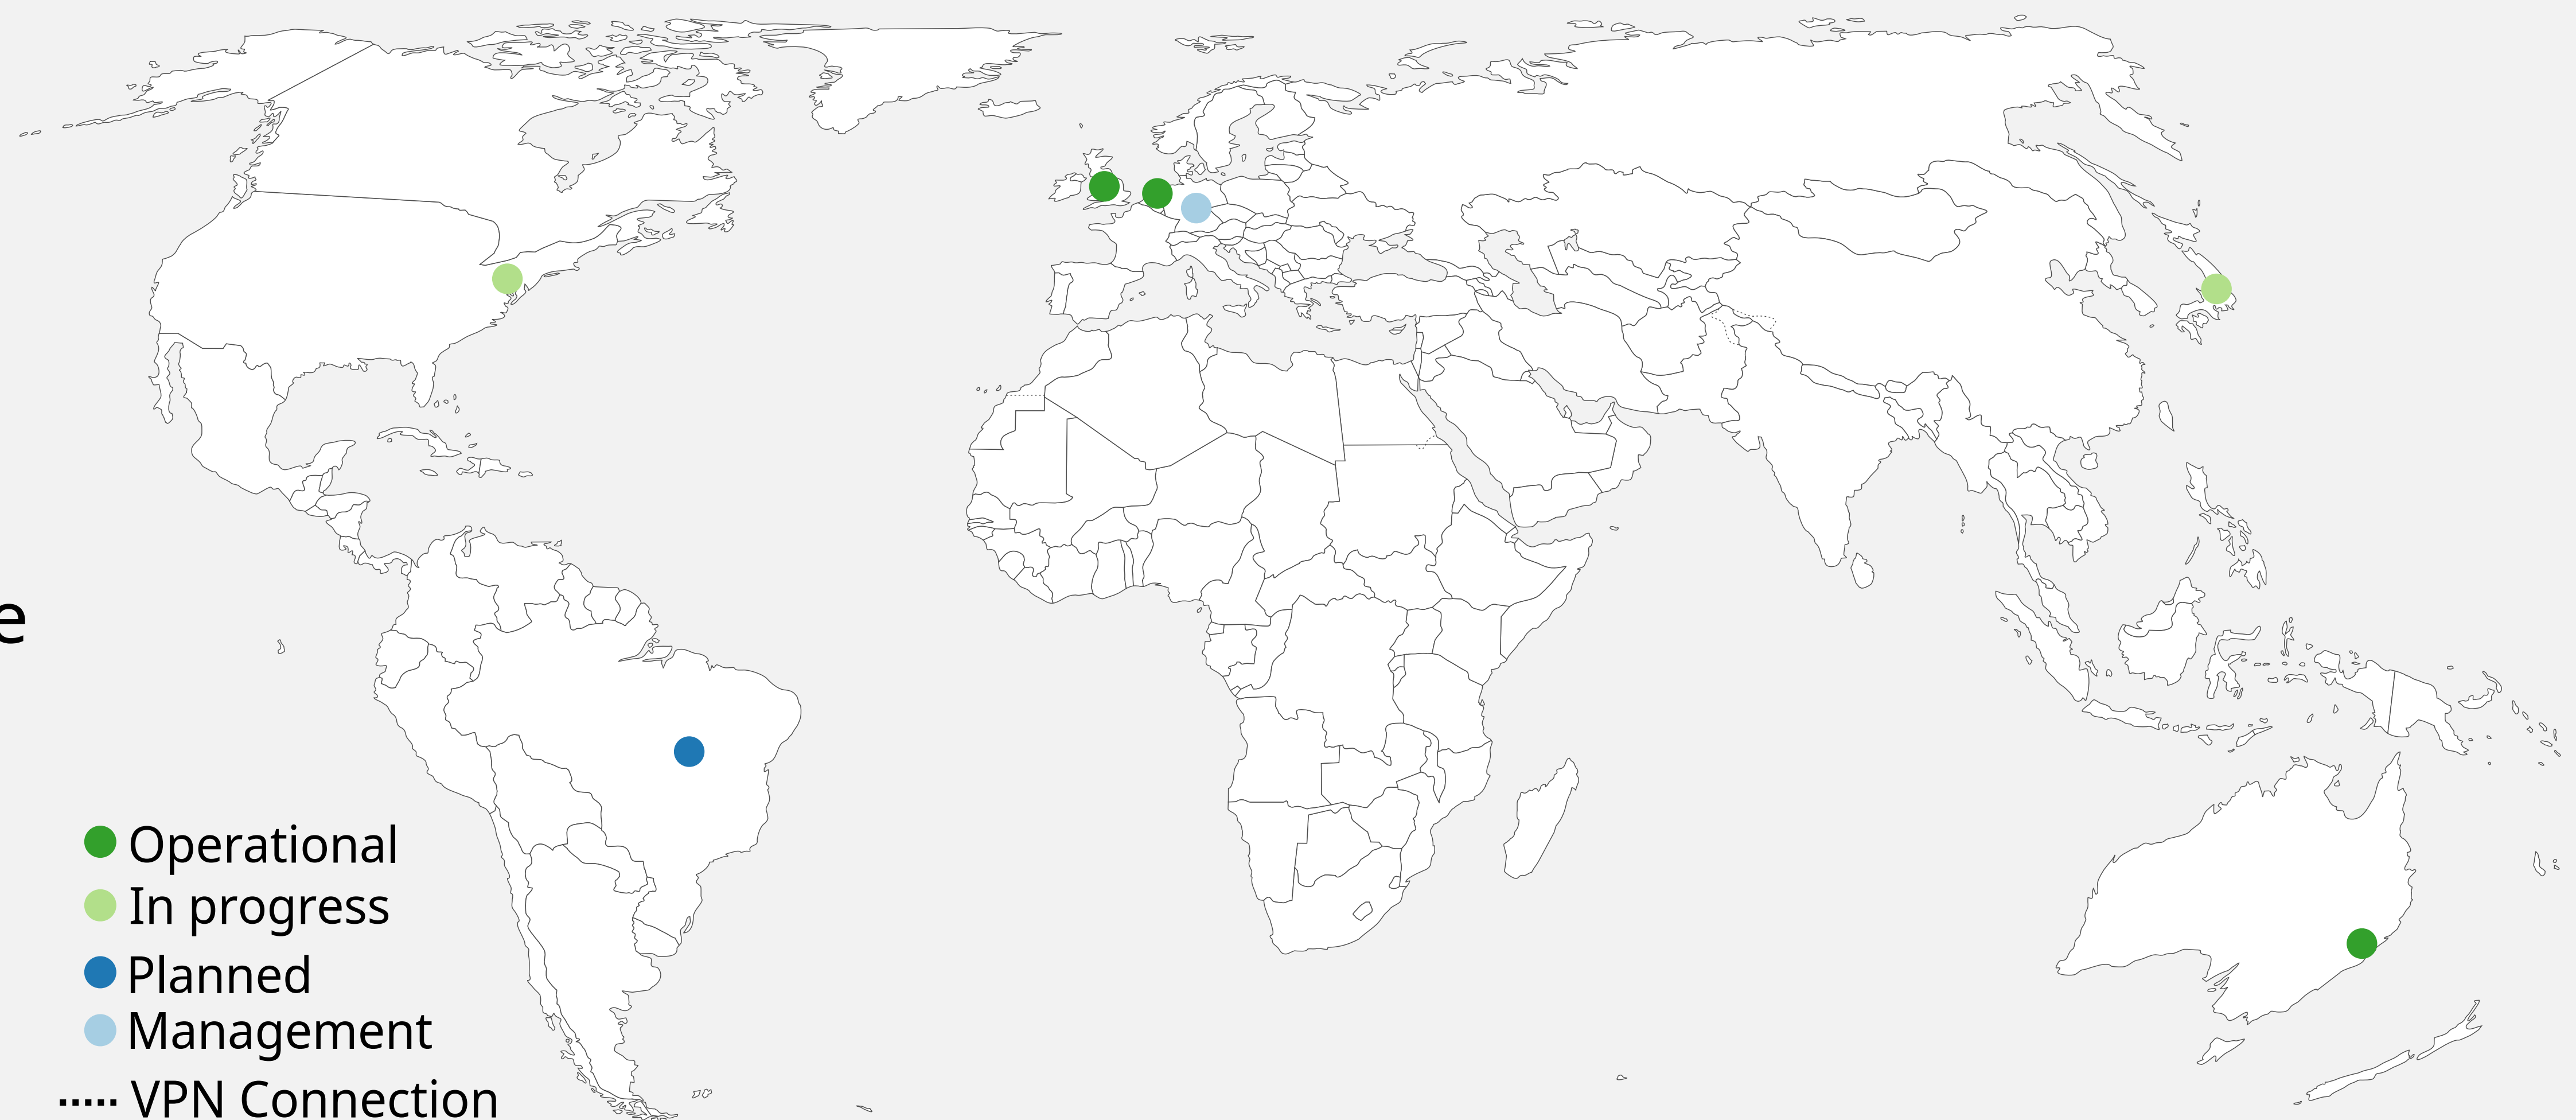 e
Operational
In progress
Planned
Management
VPN Connection